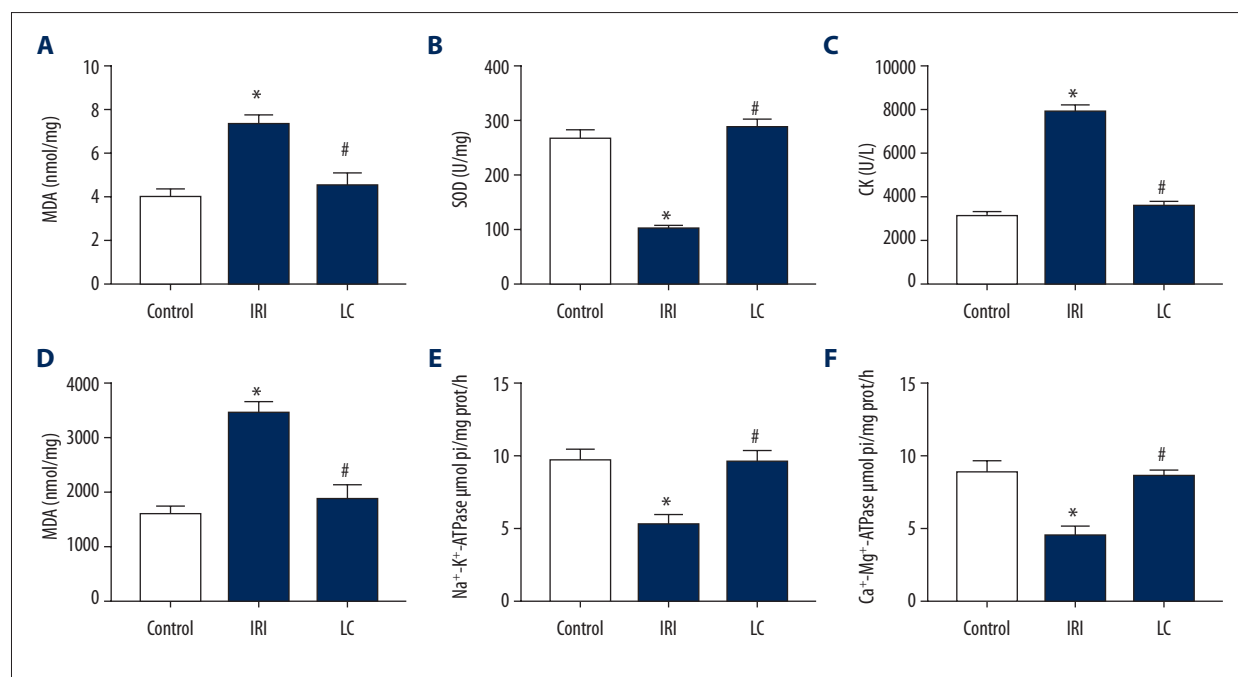 A
MDA (nmol/mg)
10
8
6
4
2
0
*
#
Control IRI LC
B
SOD (U/mg)
400
300
200
100
0
*
#
Control IRI LC
C
CK (U/L)
10000
8000
6000
4000
2000
0
*
#
Control IRI LC
D
MDA (nmol/mg)
4000
3000
2000
1000
0
*
#
Control IRI LC
E
Na⁺-K⁺-ATPase µmol pi/mg prot/h
15
10
5
0
*
#
Control IRI LC
F
Ca⁺-Mg⁺-ATPase µmol pi/mg prot/h
15
10
5
0
*
#
Control IRI LC